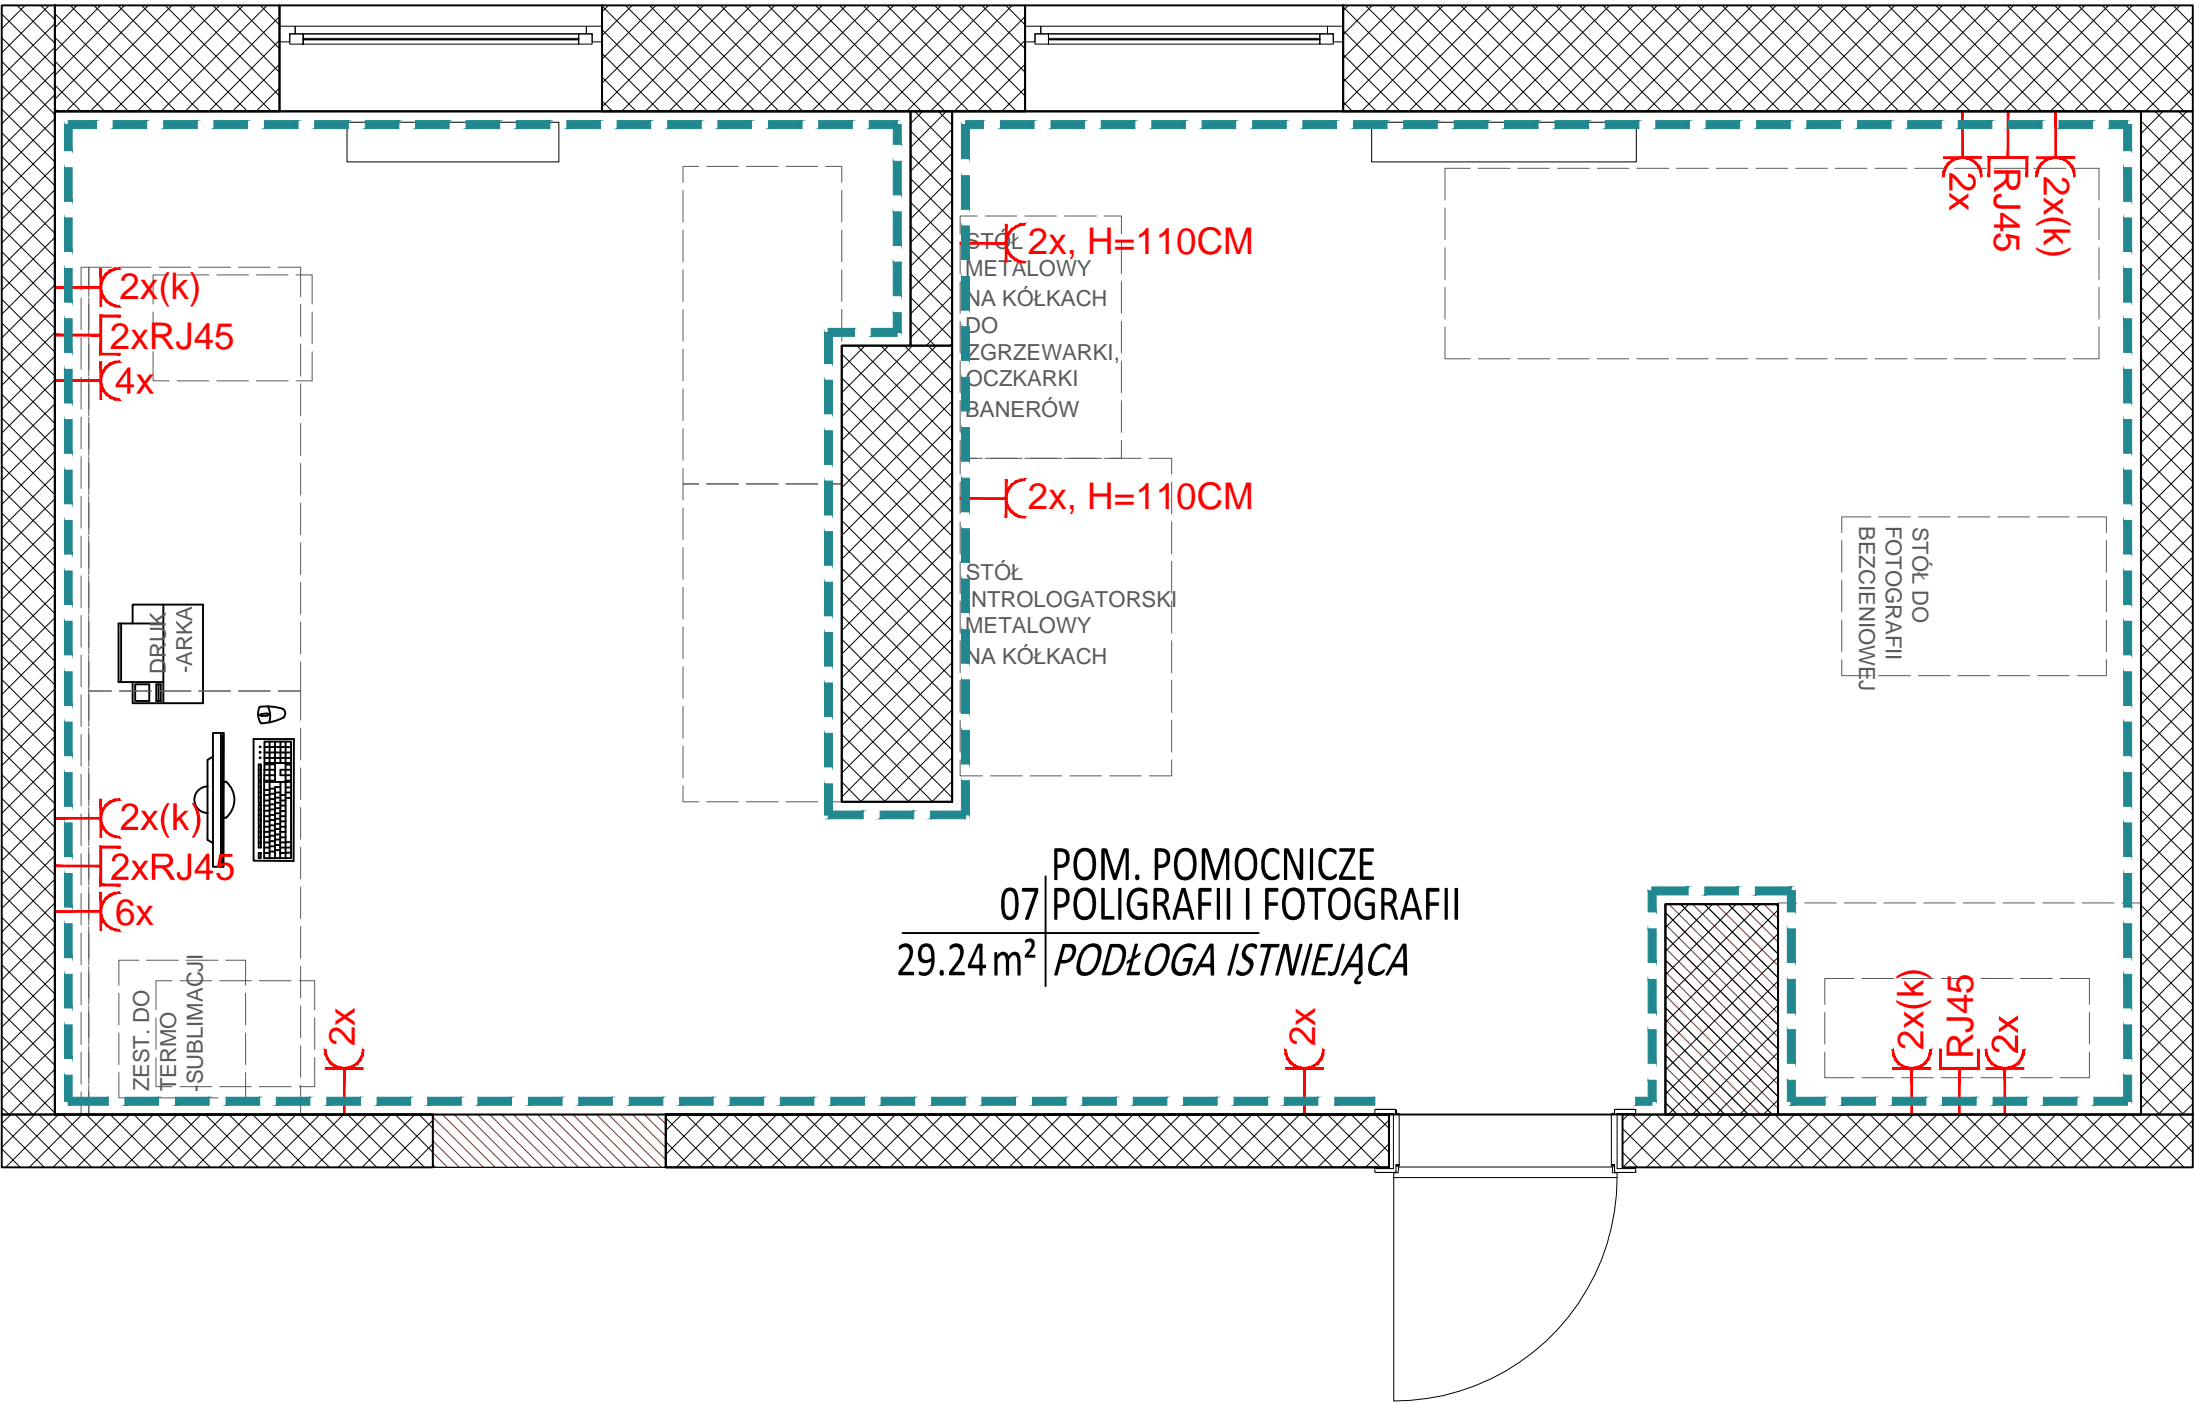 2x(k)
2xRJ45
4x
DRUK
-ARKA
2x(k)
2xRJ45
6x
ZEST. DO
TERMO
-SUBLIMACJI
2x
2x, H=110CM
STÓŁ
METALOWY
NA KÓŁKACH
DO
ZGRZEWARKI,
OCZKARKI
BANERÓW
2x, H=110CM
STÓŁ
INTROLOGATORSKI
METALOWY
NA KÓŁKACH
2x
RJ45
2x(k)
STÓŁ DO
FOTOGRAFII
BEZCIENIOWEJ
POM. POMOCNICZE
07 POLIGRAFII I FOTOGRAFII
29.24 m² PODŁOGA ISTNIEJĄCA
2x
2x(k)
RJ45
2x